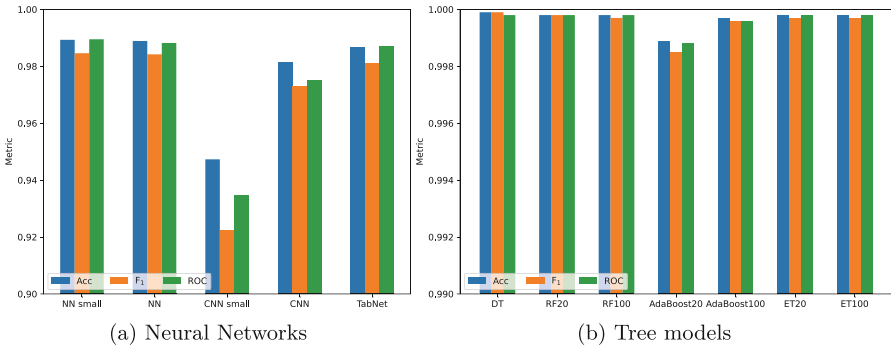 1.00
0.98
0.96
0.94
0.92
0.90
Metric
Acc F₁ ROC
NN small NN CNN small CNN TabNet
(a) Neural Networks
1.000
0.998
0.996
0.994
0.992
0.990
Metric
Acc F₁ ROC
DT RF20 RF100 AdaBoost20 AdaBoost100 ET20 ET100
(b) Tree models